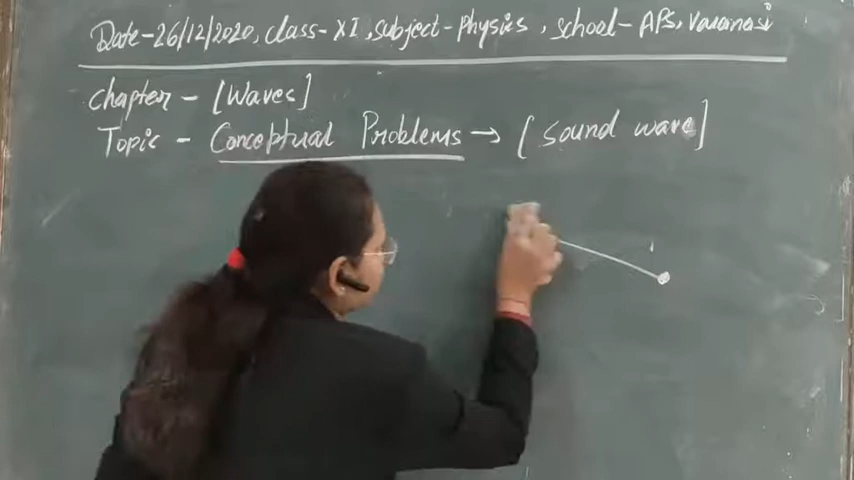 Date-26/12/2020, class-XI, subject-Physics, school-APS, Varanasi
Chapter - [Waves]
Topic - Conceptual Problems → [Sound wave]